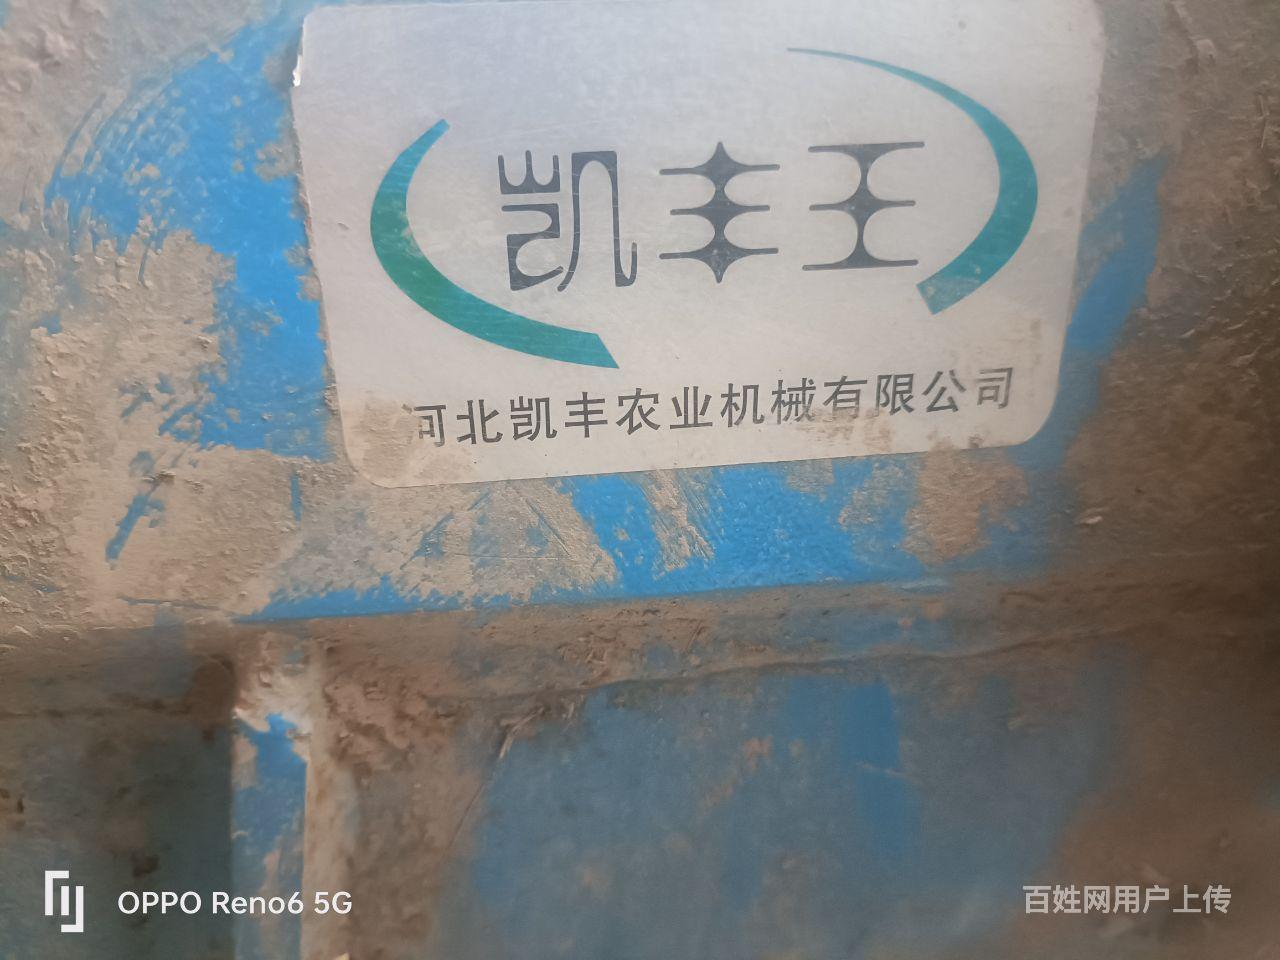 凯丰王
河北凯丰农业机械有限公司
OPPO Reno6 5G
百姓网用户上传